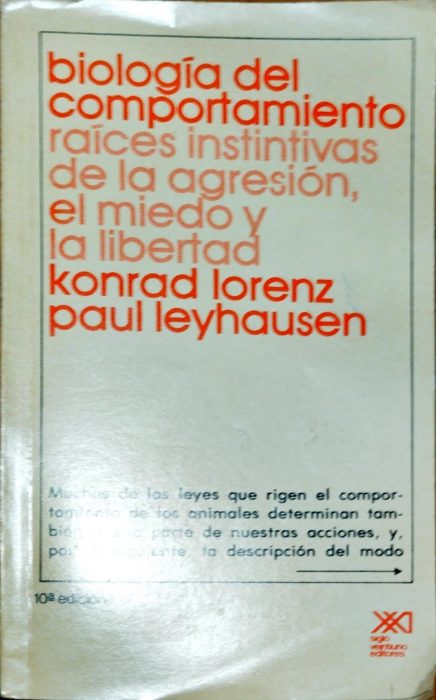 biología del
comportamiento
raíces instintivas
de la agresión,
el miedo y
la libertad
konrad lorenz
paul leyhausen
Muchas de las leyes que rigen el compor-
tamiento de los animales determinan tam-
bién parte de nuestras acciones, y,
por la descripción del modo
10ª edición
siglo
veintiuno
editores